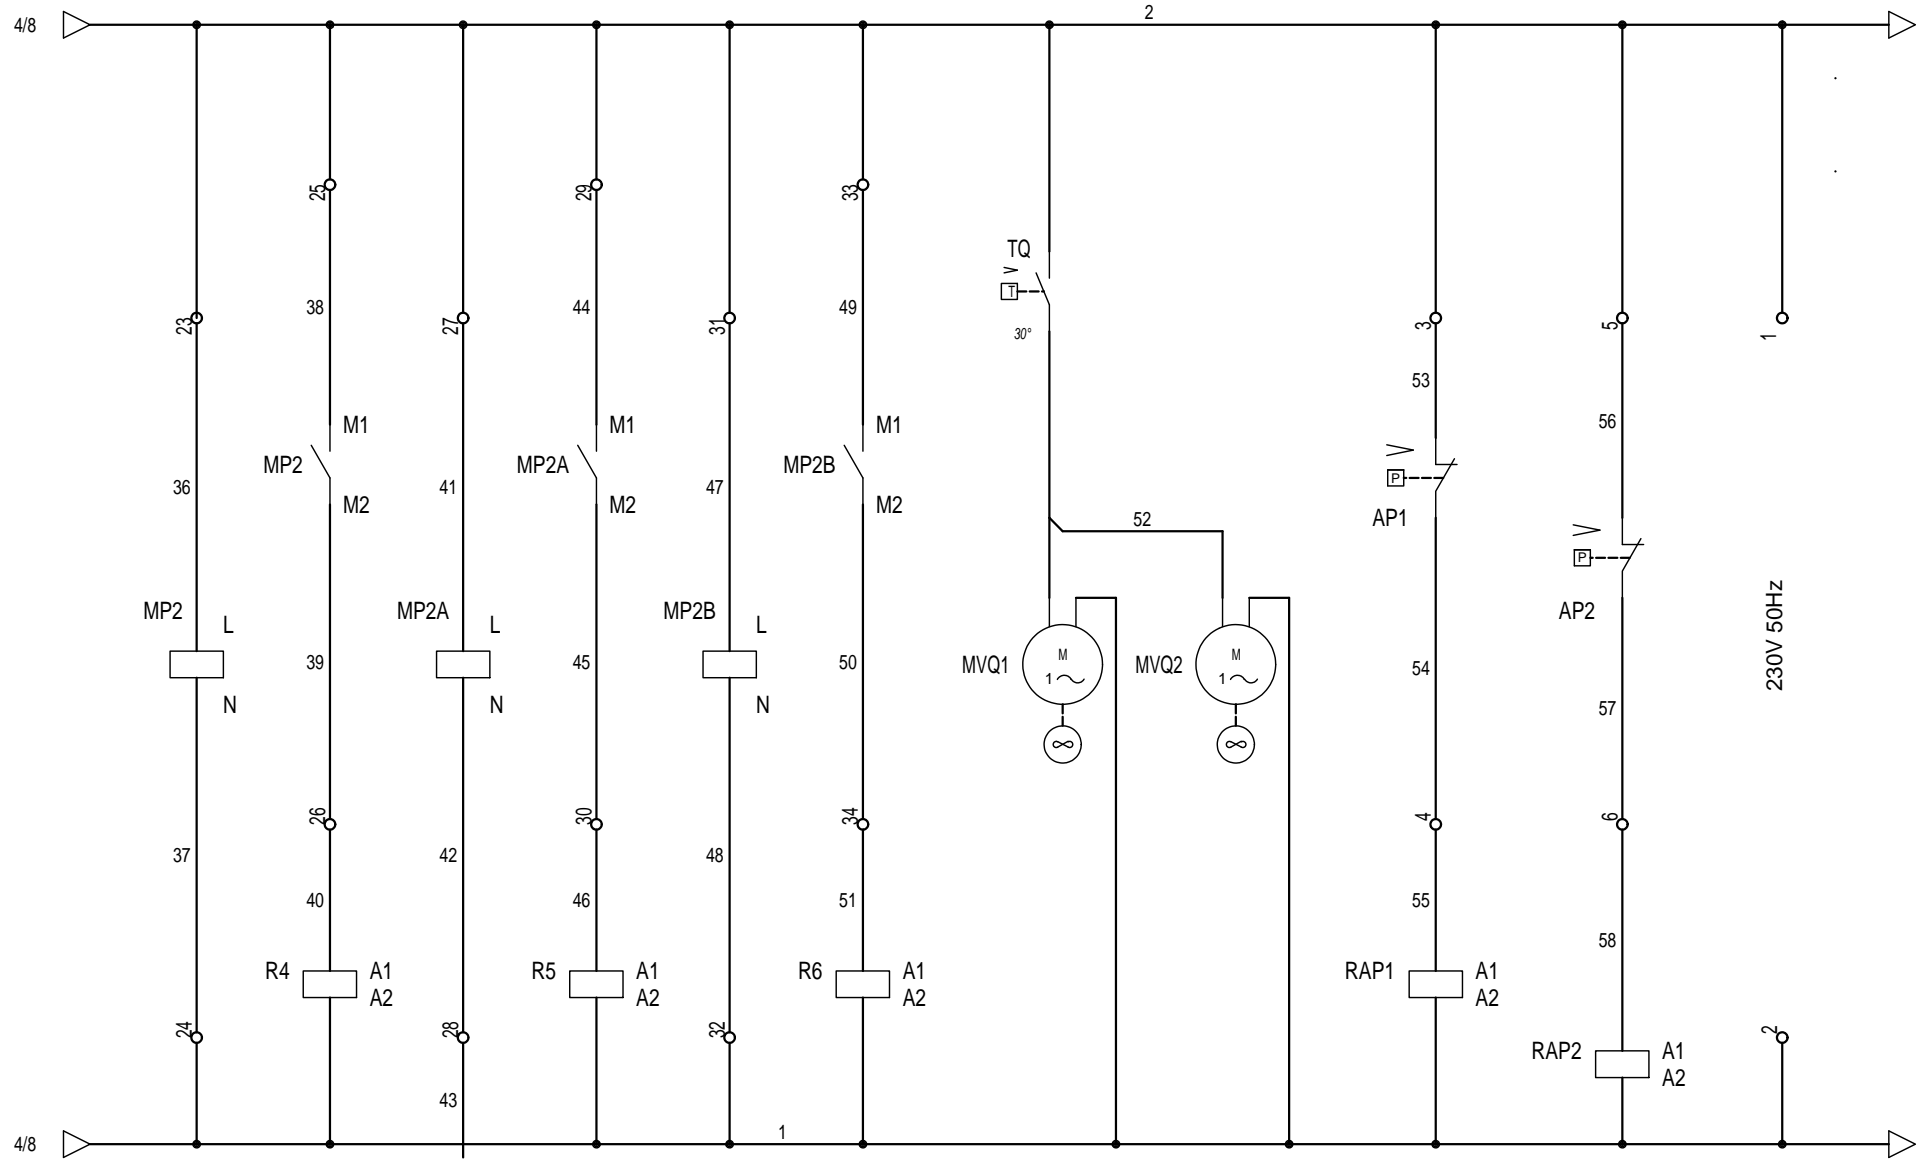 4/8
2
25
29
33
TQ
V
T
30°
38
44
49
23
27
31
3
5
1
53
56
M1
M1
M1
MP2
MP2A
MP2B
P
36
41
47
M2
M2
M2
AP1
52
P
MP2
L
MP2A
L
MP2B
L
AP2
230V 50Hz
39
45
50
MVQ1
M
1
MVQ2
M
1
54
N
N
N
57
∞
∞
26
30
34
4
6
37
42
48
40
46
51
55
58
R4
A1
A2
R5
A1
A2
R6
A1
A2
RAP1
A1
A2
24
28
32
2
RAP2
A1
A2
43
4/8
1